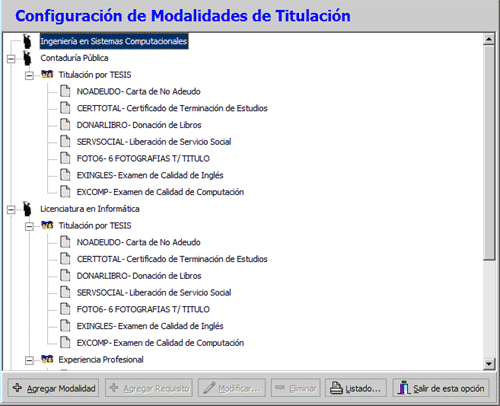 Configuración de Modalidades de Titulación
Ingeniería en Sistemas Computacionales
Contaduría Pública
Titulación por TESIS
NOADEUDO- Carta de No Adeudo
CERTTOTAL- Certificado de Terminación de Estudios
DONARLIBRO- Donación de Libros
SERVSOCIAL- Liberación de Servicio Social
FOTO6- 6 FOTOGRAFIAS T/ TITULO
EXINGLES- Examen de Calidad de Inglés
EXCOMP- Examen de Calidad de Computación
Licenciatura en Informática
Titulación por TESIS
NOADEUDO- Carta de No Adeudo
CERTTOTAL- Certificado de Terminación de Estudios
DONARLIBRO- Donación de Libros
SERVSOCIAL- Liberación de Servicio Social
FOTO6- 6 FOTOGRAFIAS T/ TITULO
EXINGLES- Examen de Calidad de Inglés
EXCOMP- Examen de Calidad de Computación
Experiencia Profesional
Agregar Modalidad Agregar Requisito Modificar... Eliminar Listado... Salir de esta opción